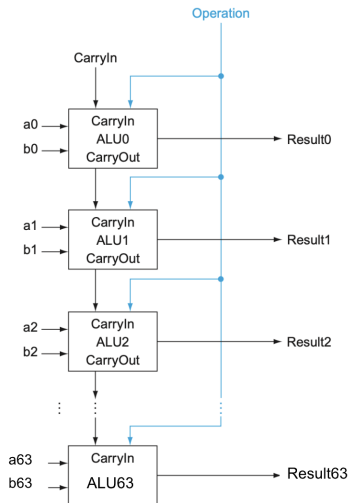 Operation
CarryIn
a0
b0
CarryIn
ALU0
CarryOut
Result0
a1
b1
CarryIn
ALU1
CarryOut
Result1
a2
b2
CarryIn
ALU2
CarryOut
Result2
a63
b63
CarryIn
ALU63
Result63